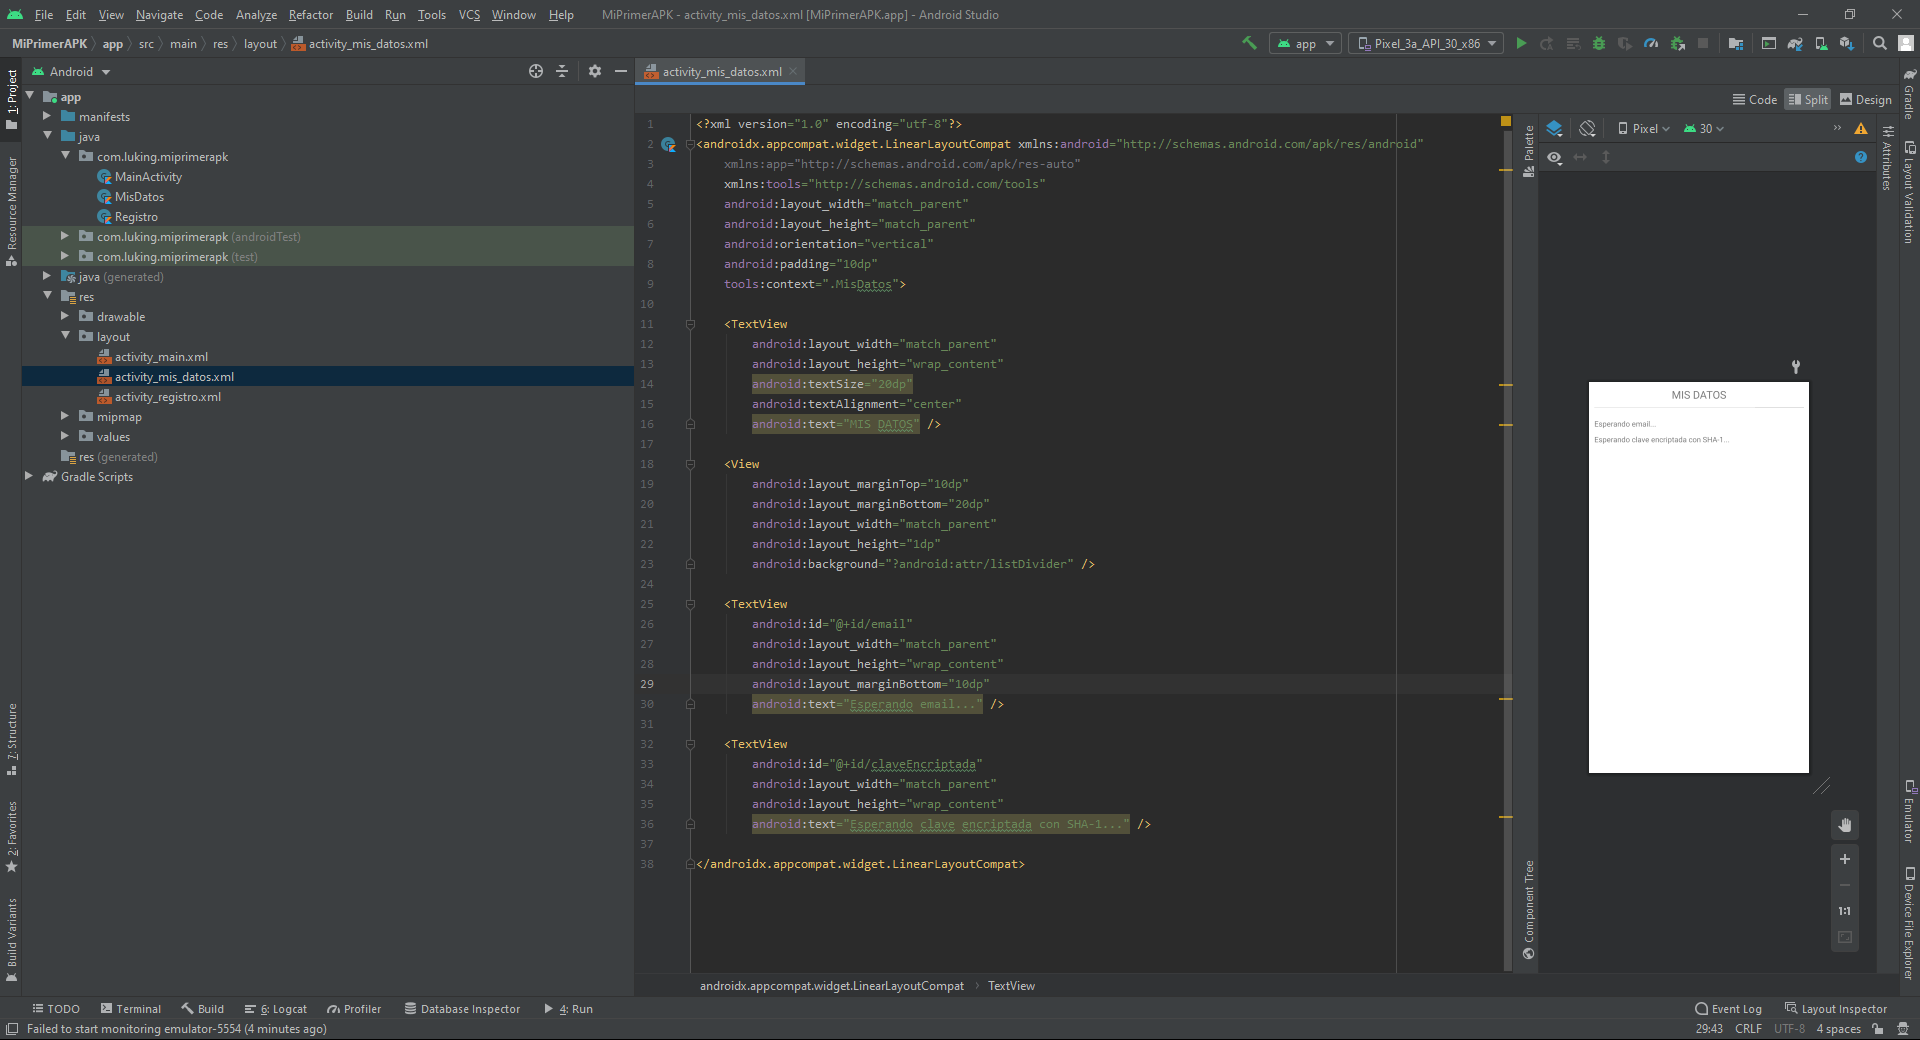 File Edit View Navigate Code Analyze Refactor Build Run Tools VCS Window Help MiPrimerAPK - activity_mis_datos.xml [MiPrimerAPK.app] - Android Studio
MiPrimerAPK app src main res layout activity_mis_datos.xml app Pixel_3a_API_30_x86
Android activity_mis_datos.xml
Code Split Design
1: Project
Resource Manager
7: Structure
2: Favorites
Build Variants
app
manifests
java
com.luking.miprimerapk
MainActivity
MisDatos
Registro
com.luking.miprimerapk (androidTest)
com.luking.miprimerapk (test)
java (generated)
res
drawable
layout
activity_main.xml
activity_mis_datos.xml
activity_registro.xml
mipmap
values
res (generated)
Gradle Scripts
1 <?xml version="1.0" encoding="utf-8"?>
2 <androidx.appcompat.widget.LinearLayoutCompat xmlns:android="http://schemas.android.com/apk/res/android"
3 xmlns:app="http://schemas.android.com/apk/res-auto"
4 xmlns:tools="http://schemas.android.com/tools"
5 android:layout_width="match_parent"
6 android:layout_height="match_parent"
7 android:orientation="vertical"
8 android:padding="10dp"
9 tools:context=".MisDatos">
10
11 <TextView
12 android:layout_width="match_parent"
13 android:layout_height="wrap_content"
14 android:textSize="20dp"
15 android:textAlignment="center"
16 android:text="MIS DATOS" />
17
18 <View
19 android:layout_marginTop="10dp"
20 android:layout_marginBottom="20dp"
21 android:layout_width="match_parent"
22 android:layout_height="1dp"
23 android:background="?android:attr/listDivider" />
24
25 <TextView
26 android:id="@+id/email"
27 android:layout_width="match_parent"
28 android:layout_height="wrap_content"
29 android:layout_marginBottom="10dp"
30 android:text="Esperando email..." />
31
32 <TextView
33 android:id="@+id/claveEncriptada"
34 android:layout_width="match_parent"
35 android:layout_height="wrap_content"
36 android:text="Esperando clave encriptada con SHA-1..." />
37
38 </androidx.appcompat.widget.LinearLayoutCompat>
androidx.appcompat.widget.LinearLayoutCompat TextView
Palette
Component Tree
Pixel 30
MIS DATOS
Esperando email...
Esperando clave encriptada con SHA-1...
1:1
Attributes
Gradle
Layout Validation
Emulator
Device File Explorer
TODO Terminal Build 6: Logcat Profiler Database Inspector 4: Run Event Log Layout Inspector
Failed to start monitoring emulator-5554 (4 minutes ago) 29:43 CRLF UTF-8 4 spaces